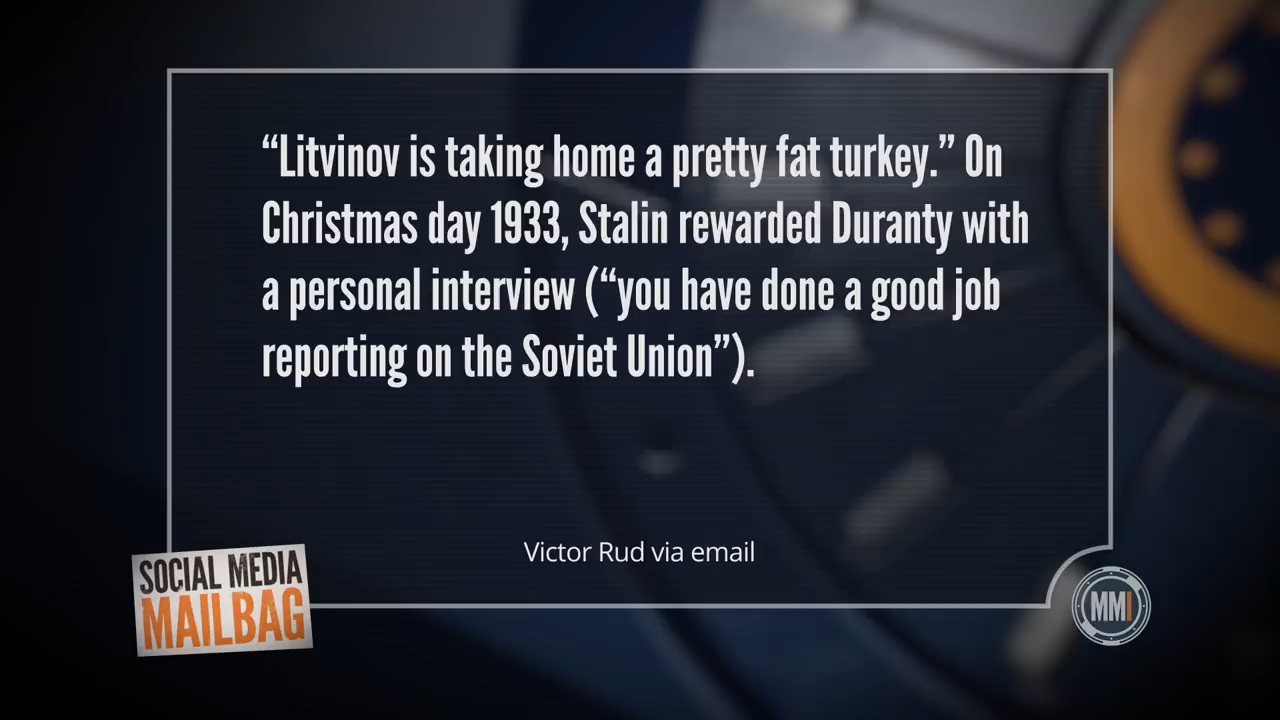 “Litvinov is taking home a pretty fat turkey.” On
Christmas day 1933, Stalin rewarded Duranty with
a personal interview (“you have done a good job
reporting on the Soviet Union”).
Victor Rud via email
SOCIAL MEDIA
MAILBAG
MMI